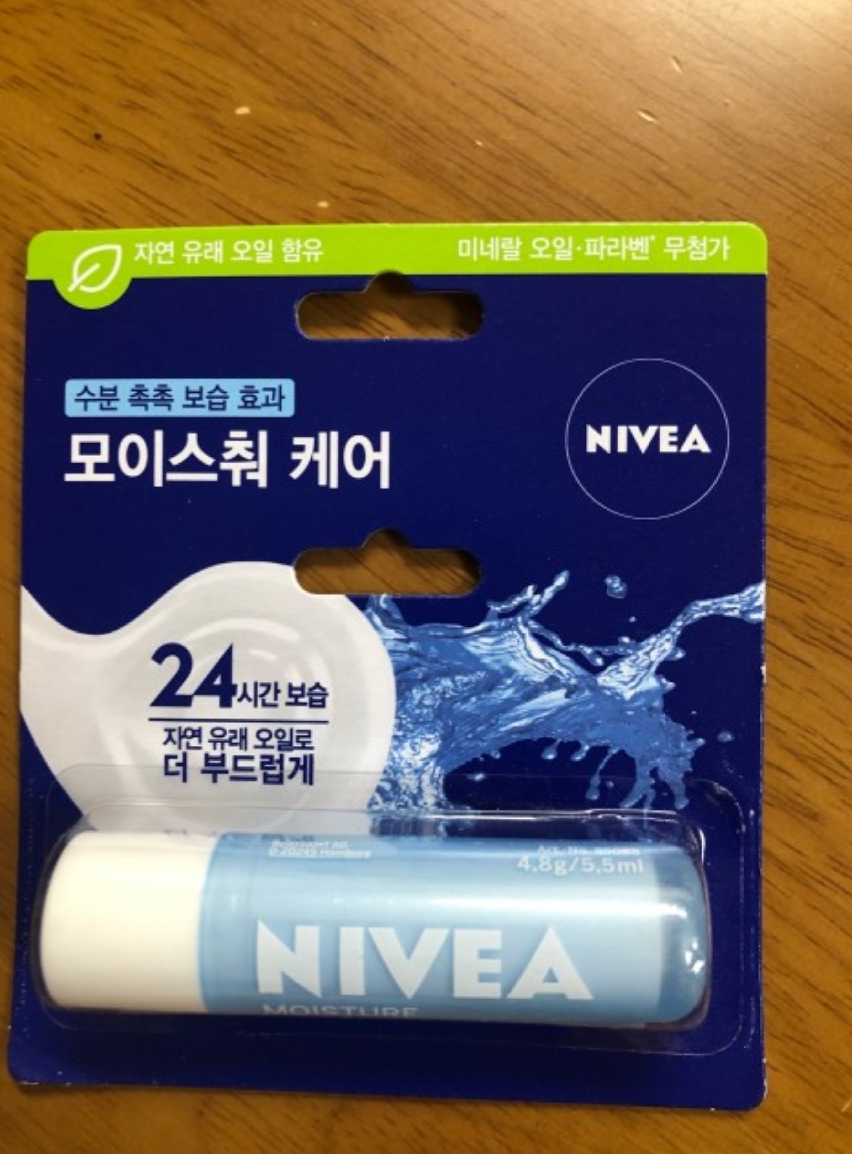 자연 유래 오일 함유
미네랄 오일·파라벤* 무첨가
수분 촉촉 보습 효과
모이스춰 케어
NIVEA
24시간 보습
자연 유래 오일로
더 부드럽게
4.8g/5.5ml
NIVEA
MOISTURE